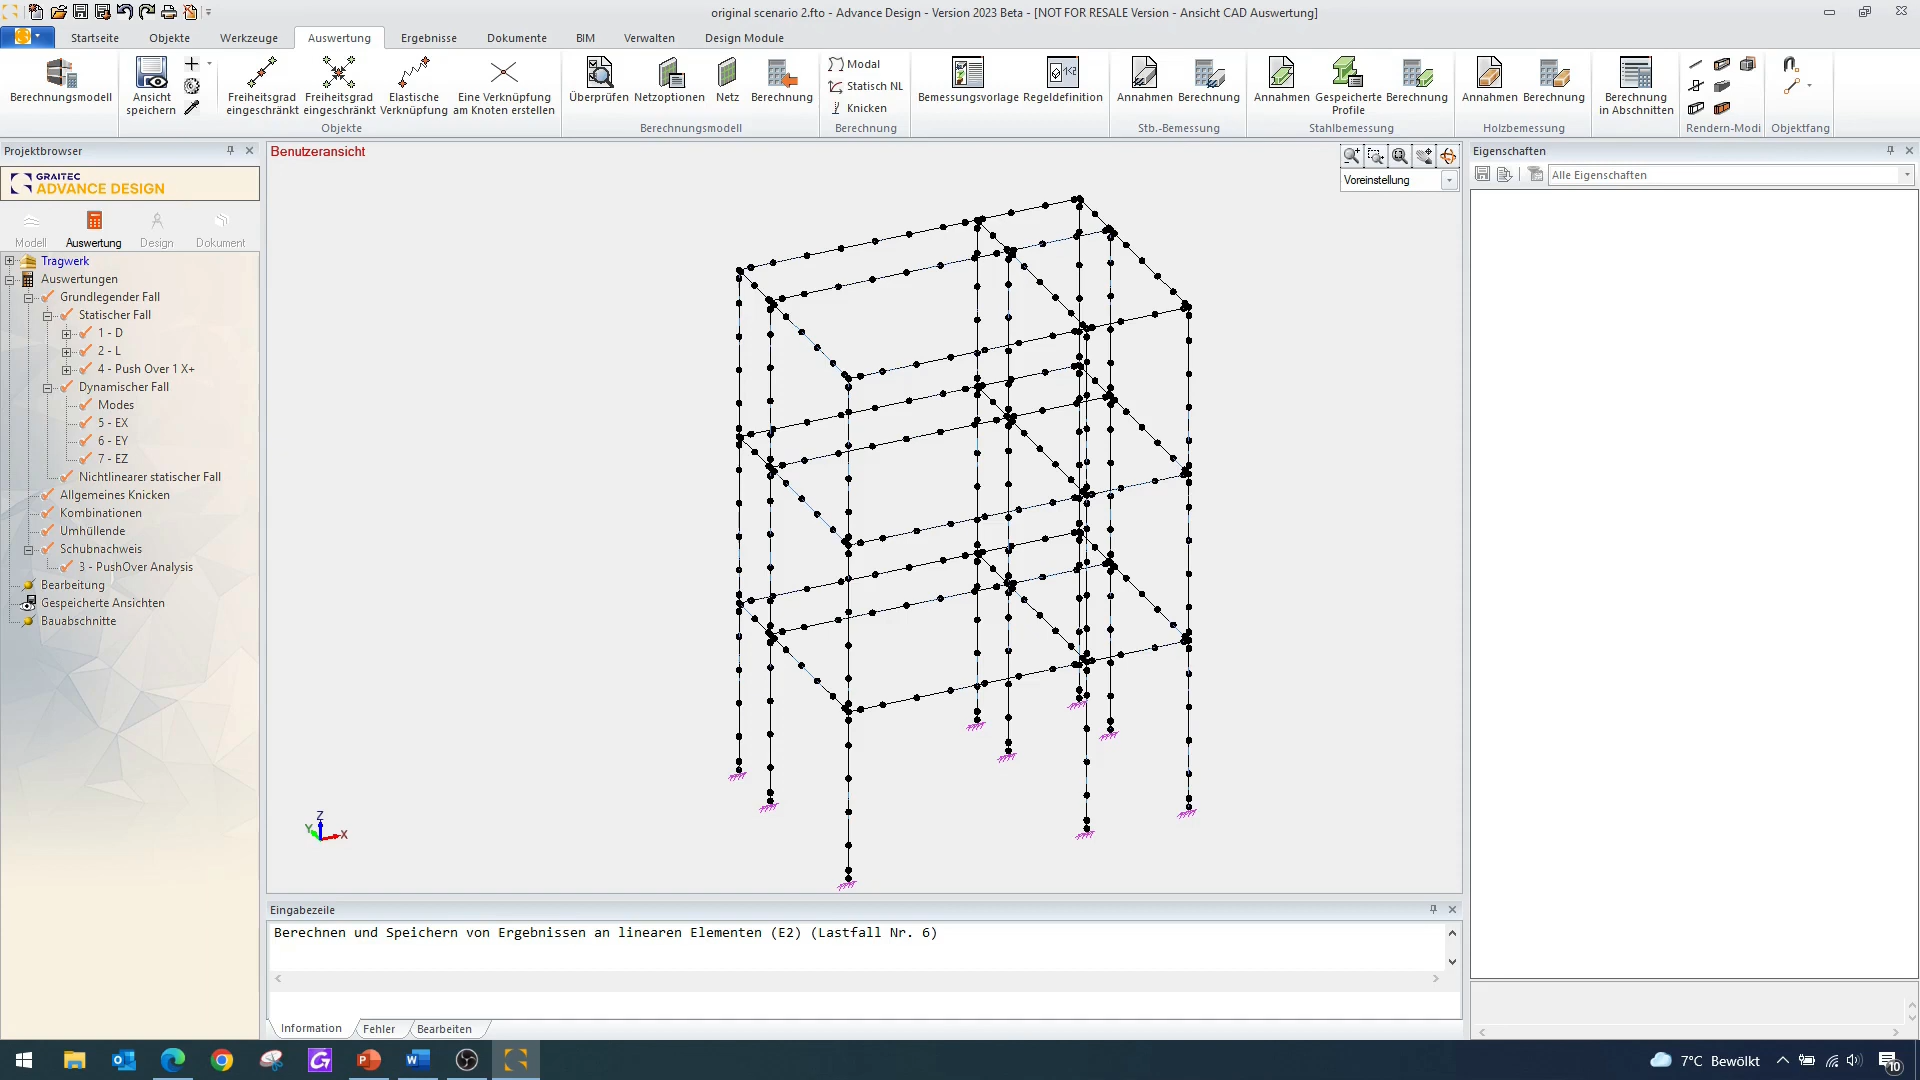 original scenario 2.fto - Advance Design - Version 2023 Beta - [NOT FOR RESALE Version - Ansicht CAD Auswertung]
Startseite Objekte Werkzeuge Auswertung Ergebnisse Dokumente BIM Verwalten Design Module
Berechnungsmodell
Ansicht speichern
Freiheitsgrad eingeschränkt
Freiheitsgrad eingeschränkt
Elastische Verknüpfung
Eine Verknüpfung am Knoten erstellen
Objekte
Überprüfen Netzoptionen Netz Berechnung
Berechnungsmodell
Modal
Statisch NL
Knicken
Berechnung
Bemessungsvorlage Regeldefinition
Annahmen Berechnung
Stb.-Bemessung
Annahmen Gespeicherte Profile Berechnung
Stahlbemessung
Annahmen Berechnung
Holzbemessung
Berechnung in Abschnitten
Rendern-Modi
Objektfang
Projektbrowser
GRAITEC
ADVANCE DESIGN
Modell Auswertung Design Dokument
Tragwerk
Auswertungen
Grundlegender Fall
Statischer Fall
1 - D
2 - L
4 - Push Over 1 X+
Dynamischer Fall
Modes
5 - EX
6 - EY
7 - EZ
Nichtlinearer statischer Fall
Allgemeines Knicken
Kombinationen
Umhüllende
Schubnachweis
3 - PushOver Analysis
Bearbeitung
Gespeicherte Ansichten
Bauabschnitte
Benutzeransicht
Voreinstellung
Z
Y
X
Eigenschaften
Alle Eigenschaften
Eingabezeile
Berechnen und Speichern von Ergebnissen an linearen Elementen (E2) (Lastfall Nr. 6)
Information Fehler Bearbeiten
7°C Bewölkt
10